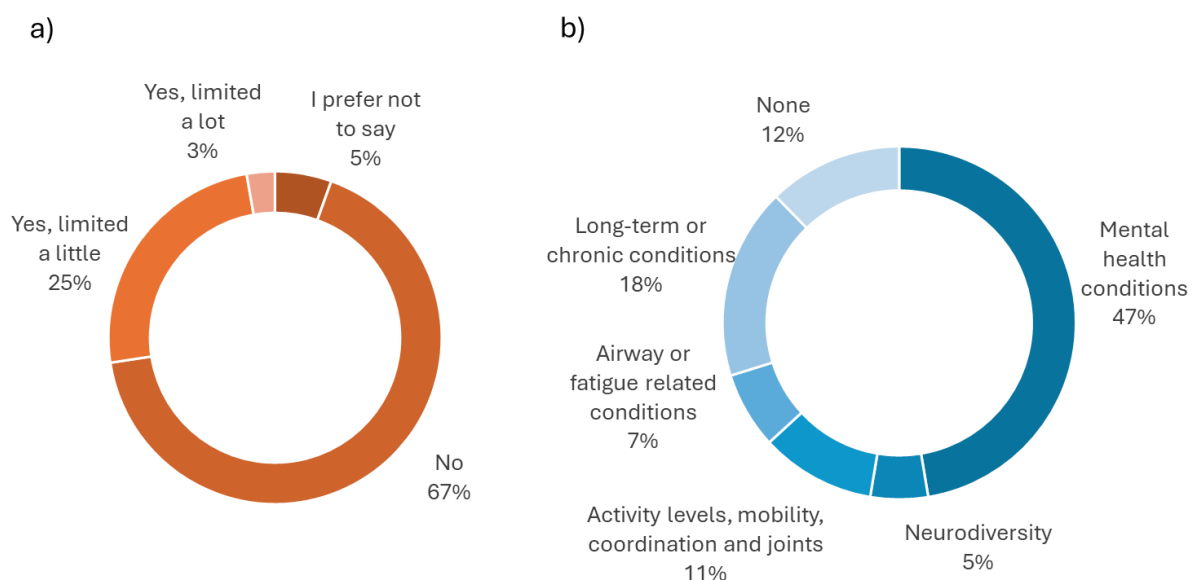 a)
Yes, limited
a lot
3%
I prefer not
to say
5%
Yes, limited
a little
25%
No
67%
b)
None
12%
Mental
health
conditions
47%
Long-term or
chronic conditions
18%
Airway or
fatigue related
conditions
7%
Activity levels, mobility,
coordination and joints
11%
Neurodiversity
5%